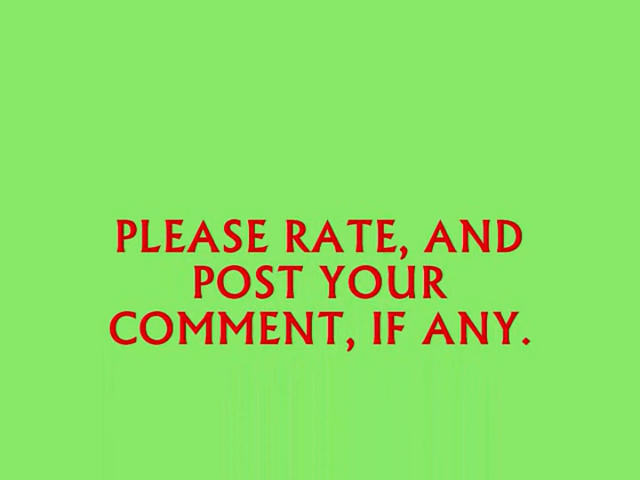 PLEASE RATE, AND
POST YOUR
COMMENT, IF ANY.